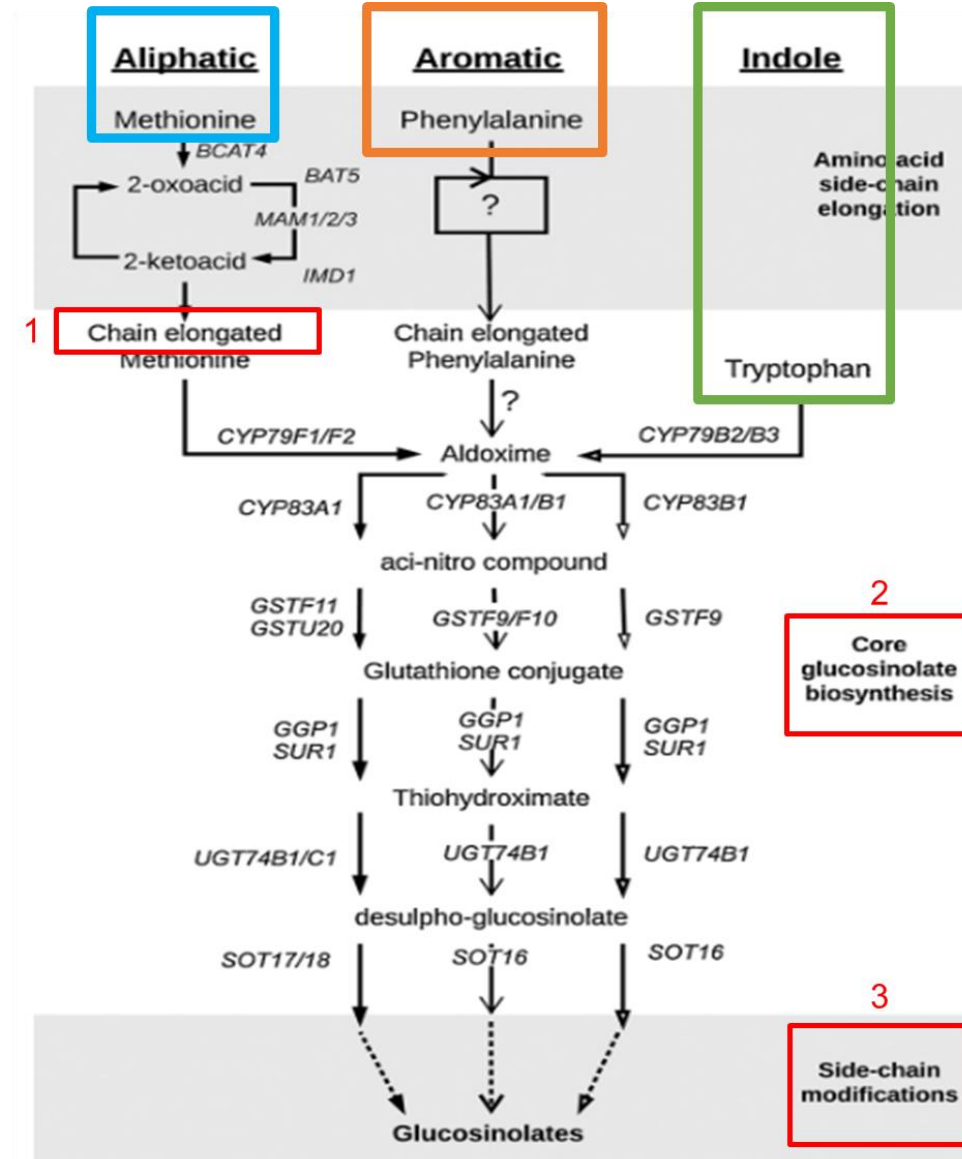 Aliphatic
Aromatic
Indole
Methionine
Phenylalanine
BCAT4
2-oxoacid
BAT5
MAM1/2/3
2-ketoacid
IMD1
?
Amino acid
side-chain
elongation
1
Chain elongated
Methionine
Chain elongated
Phenylalanine
Tryptophan
?
CYP79F1/F2
Aldoxime
CYP79B2/B3
CYP83A1
CYP83A1/B1
CYP83B1
aci-nitro compound
GSTF11
GSTU20
GSTF9/F10
GSTF9
2
Core
glucosinolate
biosynthesis
Glutathione conjugate
GGP1
SUR1
GGP1
SUR1
GGP1
SUR1
Thiohydroximate
UGT74B1/C1
UGT74B1
UGT74B1
desulpho-glucosinolate
SOT17/18
SOT16
SOT16
3
Side-chain
modifications
Glucosinolates